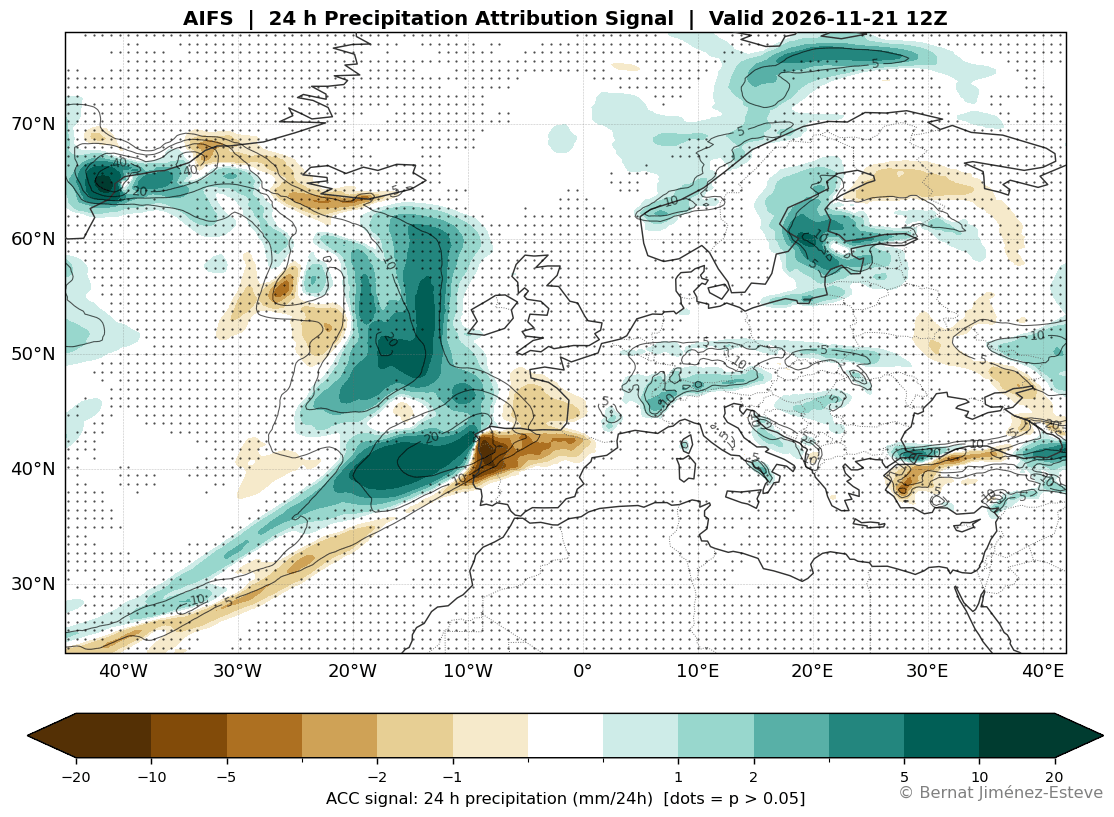 AIFS | 24 h Precipitation Attribution Signal | Valid 2026-11-21 12Z
70°N
60°N
50°N
40°N
30°N
40°W 30°W 20°W 10°W 0° 10°E 20°E 30°E 40°E
−20 −10 −5 −2 −1 1 2 5 10 20
ACC signal: 24 h precipitation (mm/24h) [dots = p > 0.05]
© Bernat Jiménez-Esteve